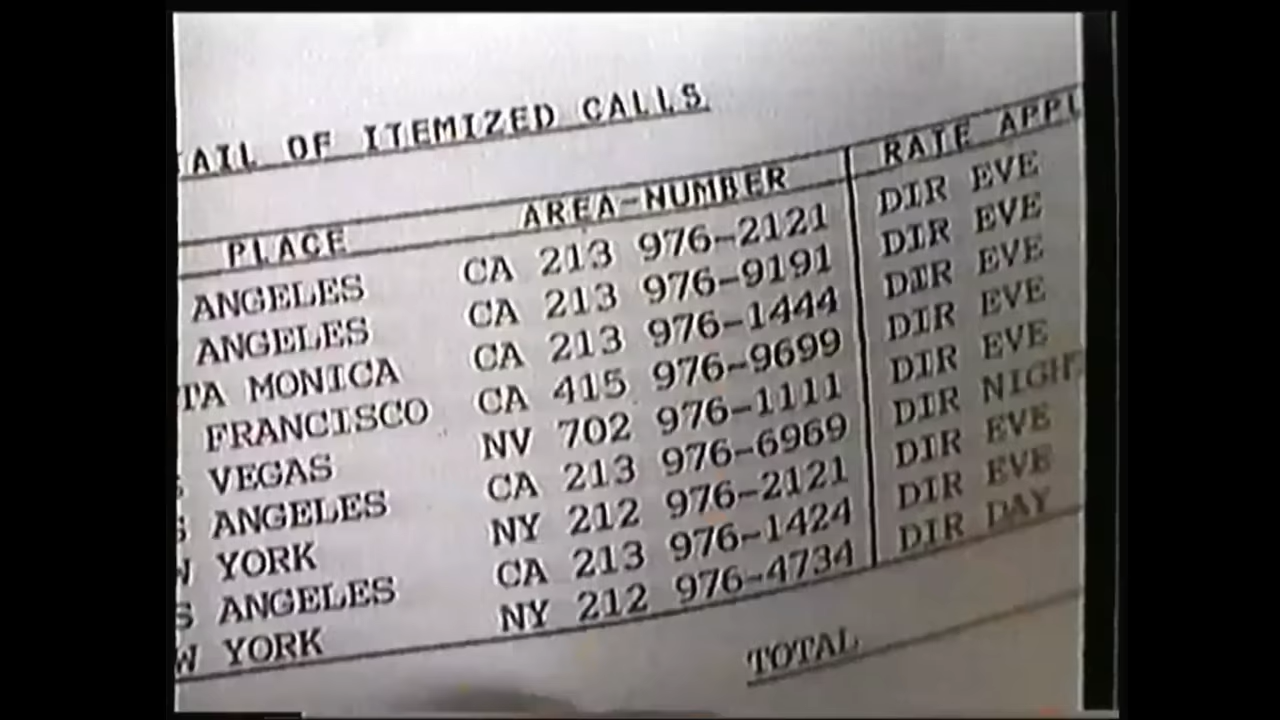 TAIL OF ITEMIZED CALLS
PLACE AREA-NUMBER RATE APPL
ANGELES CA 213 976-2121 DIR EVE
ANGELES CA 213 976-9191 DIR EVE
TA MONICA CA 213 976-1444 DIR EVE
FRANCISCO CA 415 976-9699 DIR EVE
S VEGAS NV 702 976-1111 DIR EVE
S ANGELES CA 213 976-6969 DIR NIGH
W YORK NY 212 976-2121 DIR EVE
S ANGELES CA 213 976-1424 DIR EVE
W YORK NY 212 976-4734 DIR DAY
TOTAL